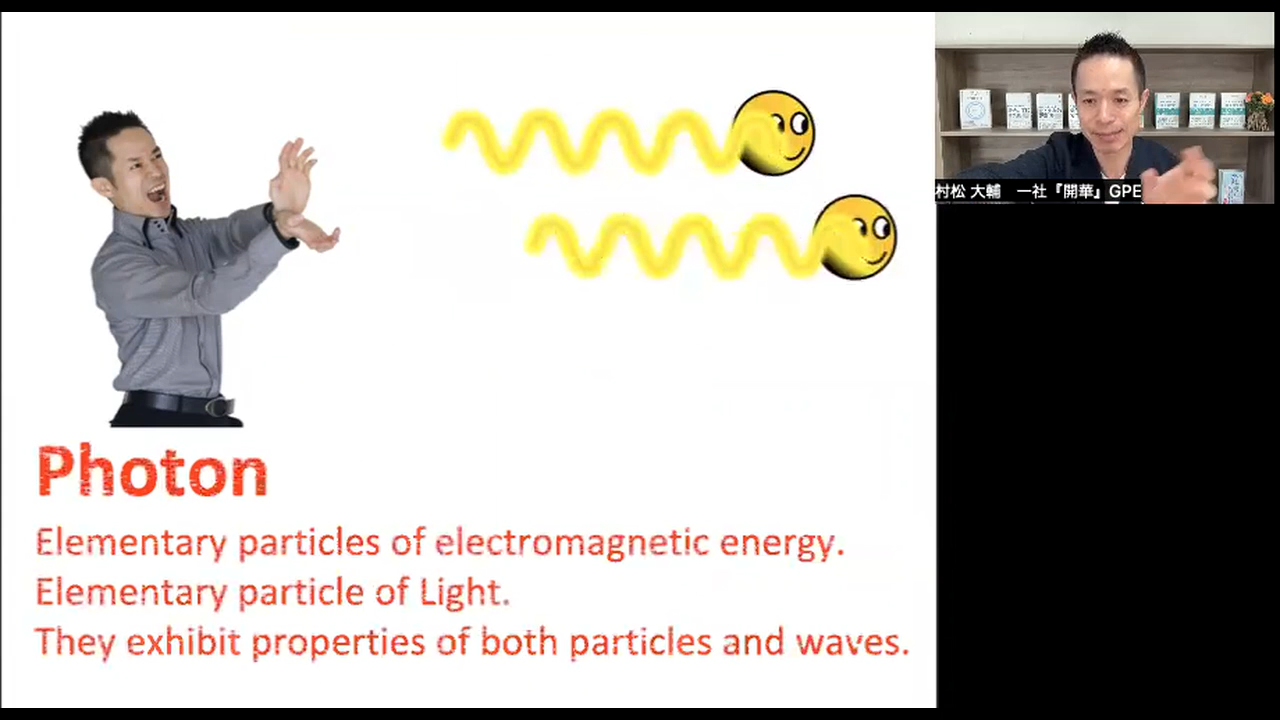 村松 大輔　一社『開華』GPE
Photon
Elementary particles of electromagnetic energy.
Elementary particle of Light.
They exhibit properties of both particles and waves.